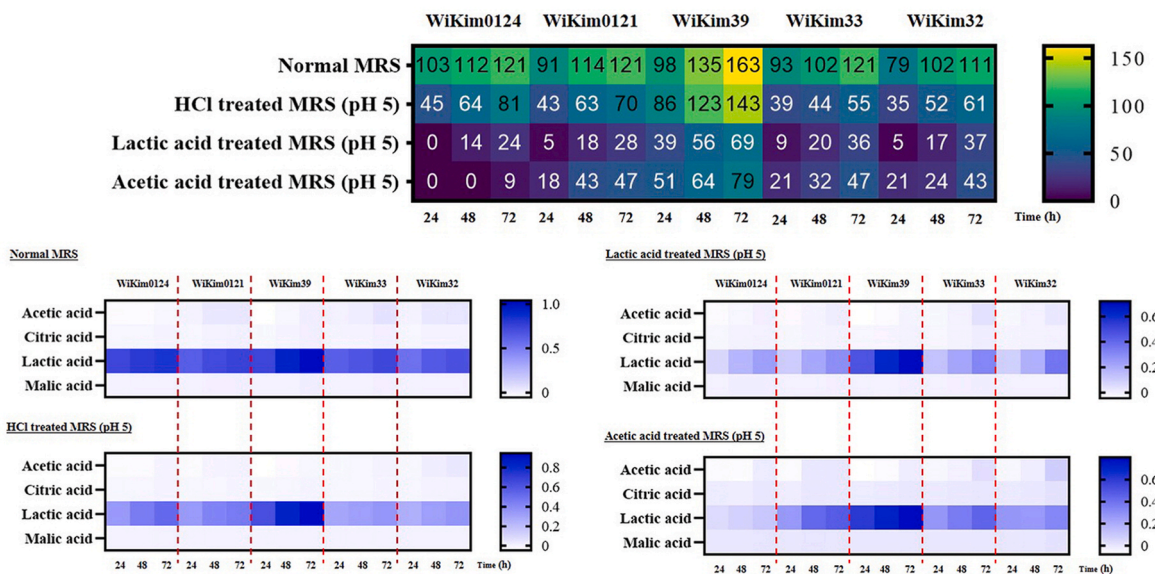 WiKim0124 WiKim0121 WiKim39 WiKim33 WiKim32
Normal MRS 103 112 121 91 114 121 98 135 163 93 102 121 79 102 111
HCl treated MRS (pH 5) 45 64 81 43 63 70 86 123 143 39 44 55 35 52 61
Lactic acid treated MRS (pH 5) 0 14 24 5 18 28 39 56 69 9 20 36 5 17 37
Acetic acid treated MRS (pH 5) 0 0 9 18 43 47 51 64 79 21 32 47 21 24 43
24 48 72 24 48 72 24 48 72 24 48 72 24 48 72 Time (h)
150
100
50
0
Normal MRS
WiKim0124 WiKim0121 WiKim39 WiKim33 WiKim32
Acetic acid
Citric acid
Lactic acid
Malic acid
1.0
0.5
0
HCl treated MRS (pH 5)
Acetic acid
Citric acid
Lactic acid
Malic acid
24 48 72 24 48 72 24 48 72 24 48 72 24 48 72 Time (h)
0.8
0.6
0.4
0.2
0
Lactic acid treated MRS (pH 5)
WiKim0124 WiKim0121 WiKim39 WiKim33 WiKim32
Acetic acid
Citric acid
Lactic acid
Malic acid
0.6
0.4
0.2
0
Acetic acid treated MRS (pH 5)
Acetic acid
Citric acid
Lactic acid
Malic acid
24 48 72 24 48 72 24 48 72 24 48 72 24 48 72 Time (h)
0.6
0.4
0.2
0